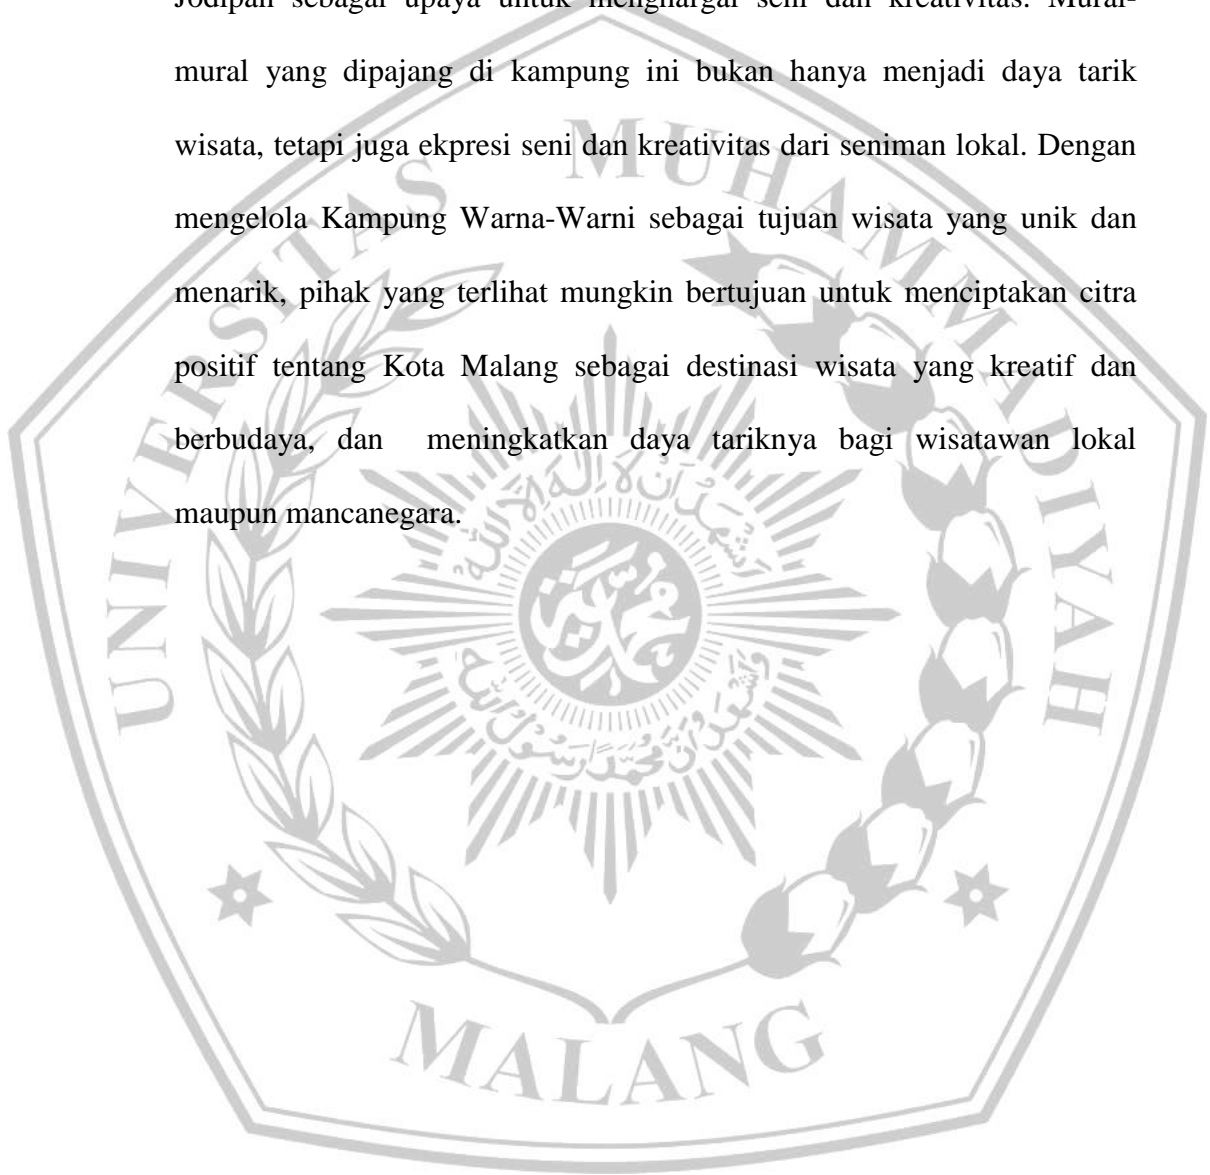 Jodipan sebagai upaya untuk menghargai seni dan kreativitas. Mural-
mural yang dipajang di kampung ini bukan hanya menjadi daya tarik
wisata, tetapi juga ekpresi seni dan kreativitas dari seniman lokal. Dengan
mengelola Kampung Warna-Warni sebagai tujuan wisata yang unik dan
menarik, pihak yang terlihat mungkin bertujuan untuk menciptakan citra
positif tentang Kota Malang sebagai destinasi wisata yang kreatif dan
berbudaya, dan meningkatkan daya tariknya bagi wisatawan lokal
maupun mancanegara.
UNIVERSITAS MUHAMMADIYAH
MALANG